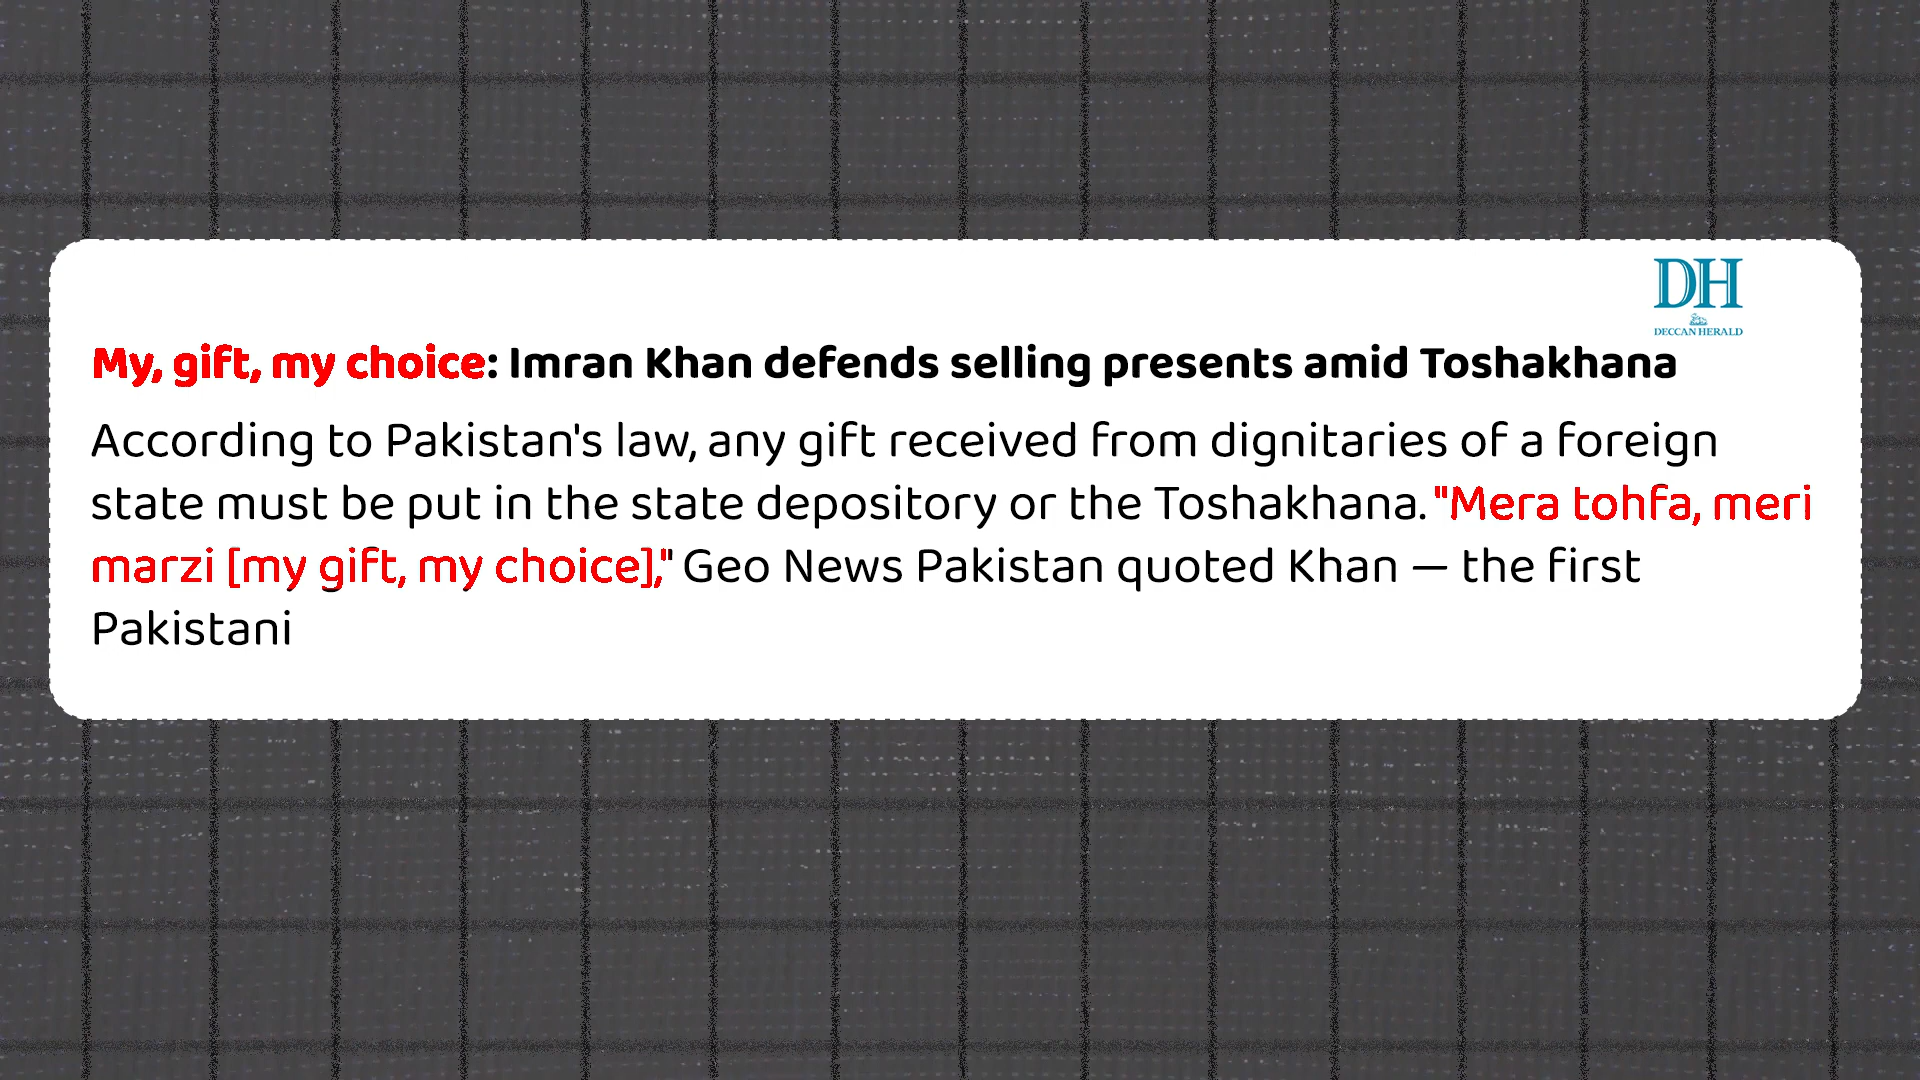 DH
DECCAN HERALD
My, gift, my choice: Imran Khan defends selling presents amid Toshakhana
According to Pakistan's law, any gift received from dignitaries of a foreign
state must be put in the state depository or the Toshakhana. "Mera tohfa, meri
marzi [my gift, my choice]," Geo News Pakistan quoted Khan — the first
Pakistani